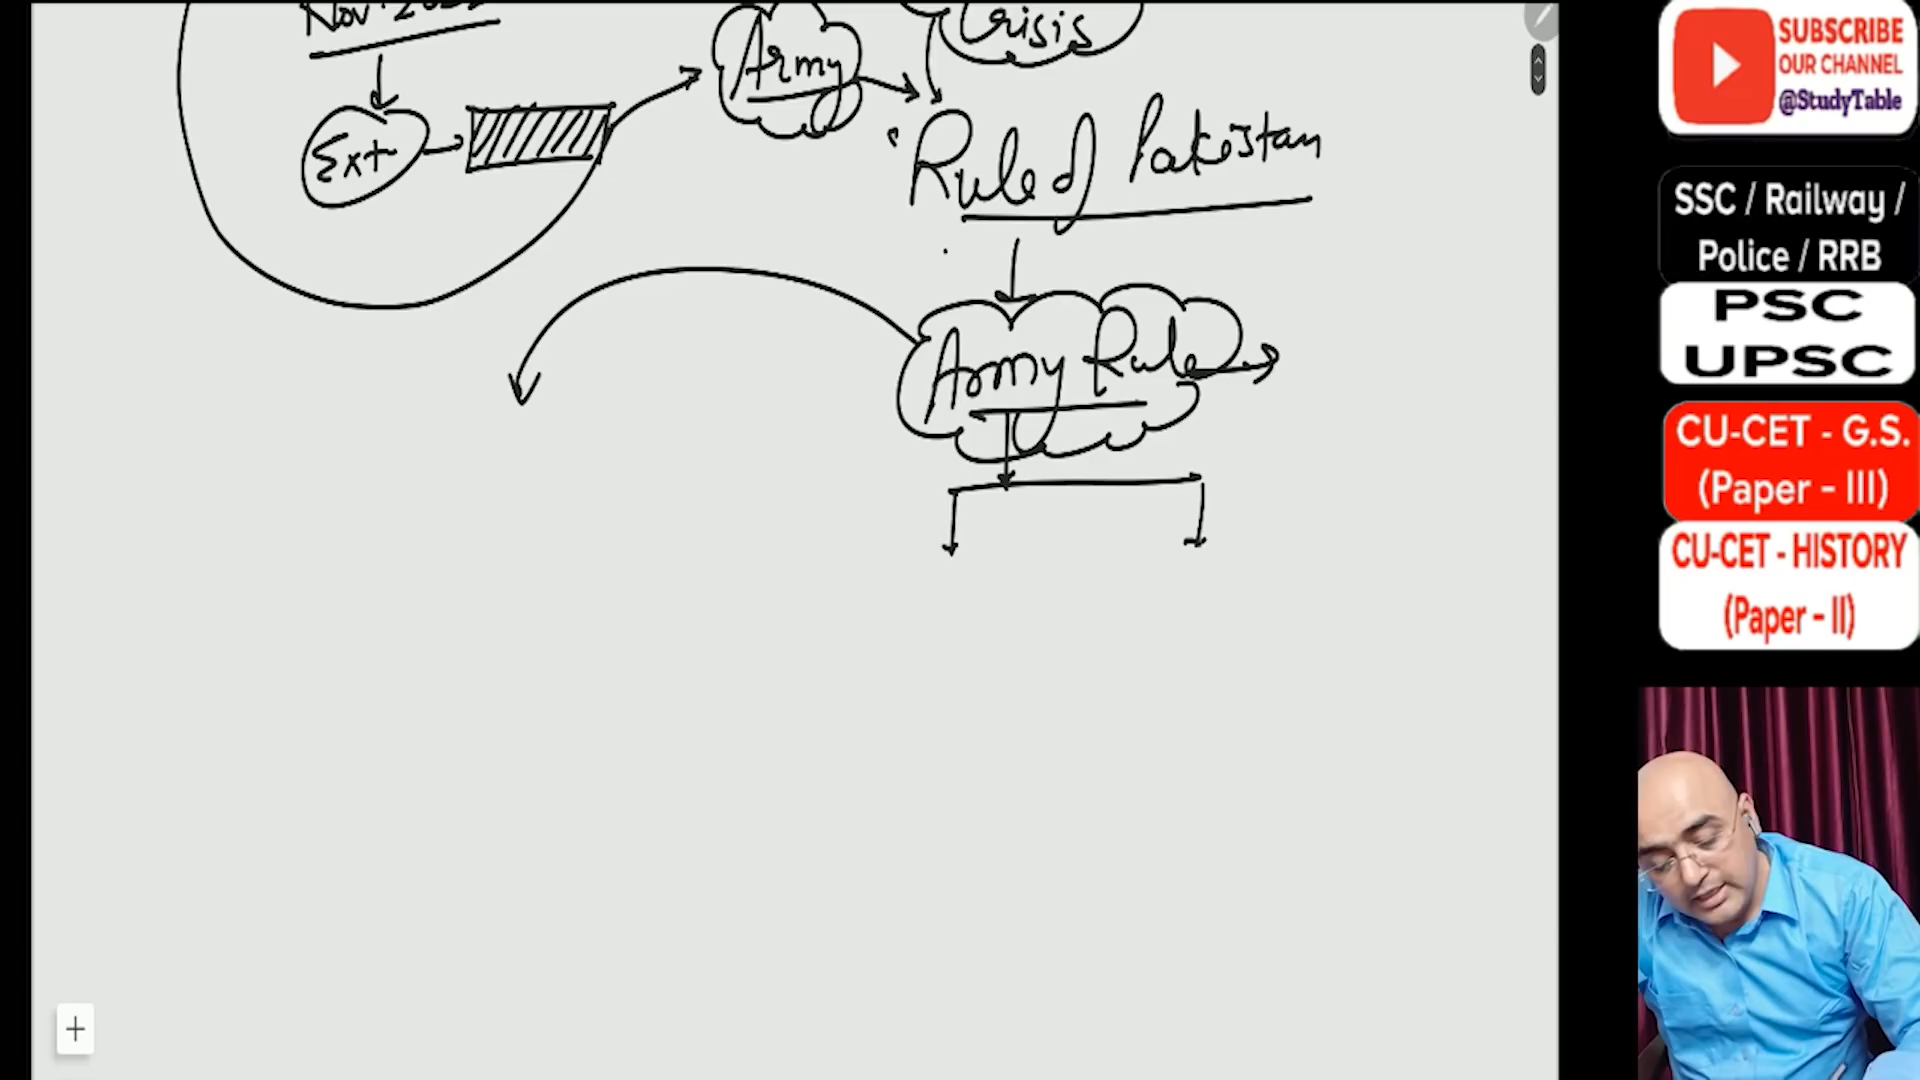 Nov.
Crisis
Army
Ext
Rule of Pakistan
Army Rule
SUBSCRIBE
OUR CHANNEL
@StudyTable
SSC / Railway /
Police / RRB
PSC
UPSC
CU-CET - G.S.
(Paper - III)
CU-CET - HISTORY
(Paper - II)
+